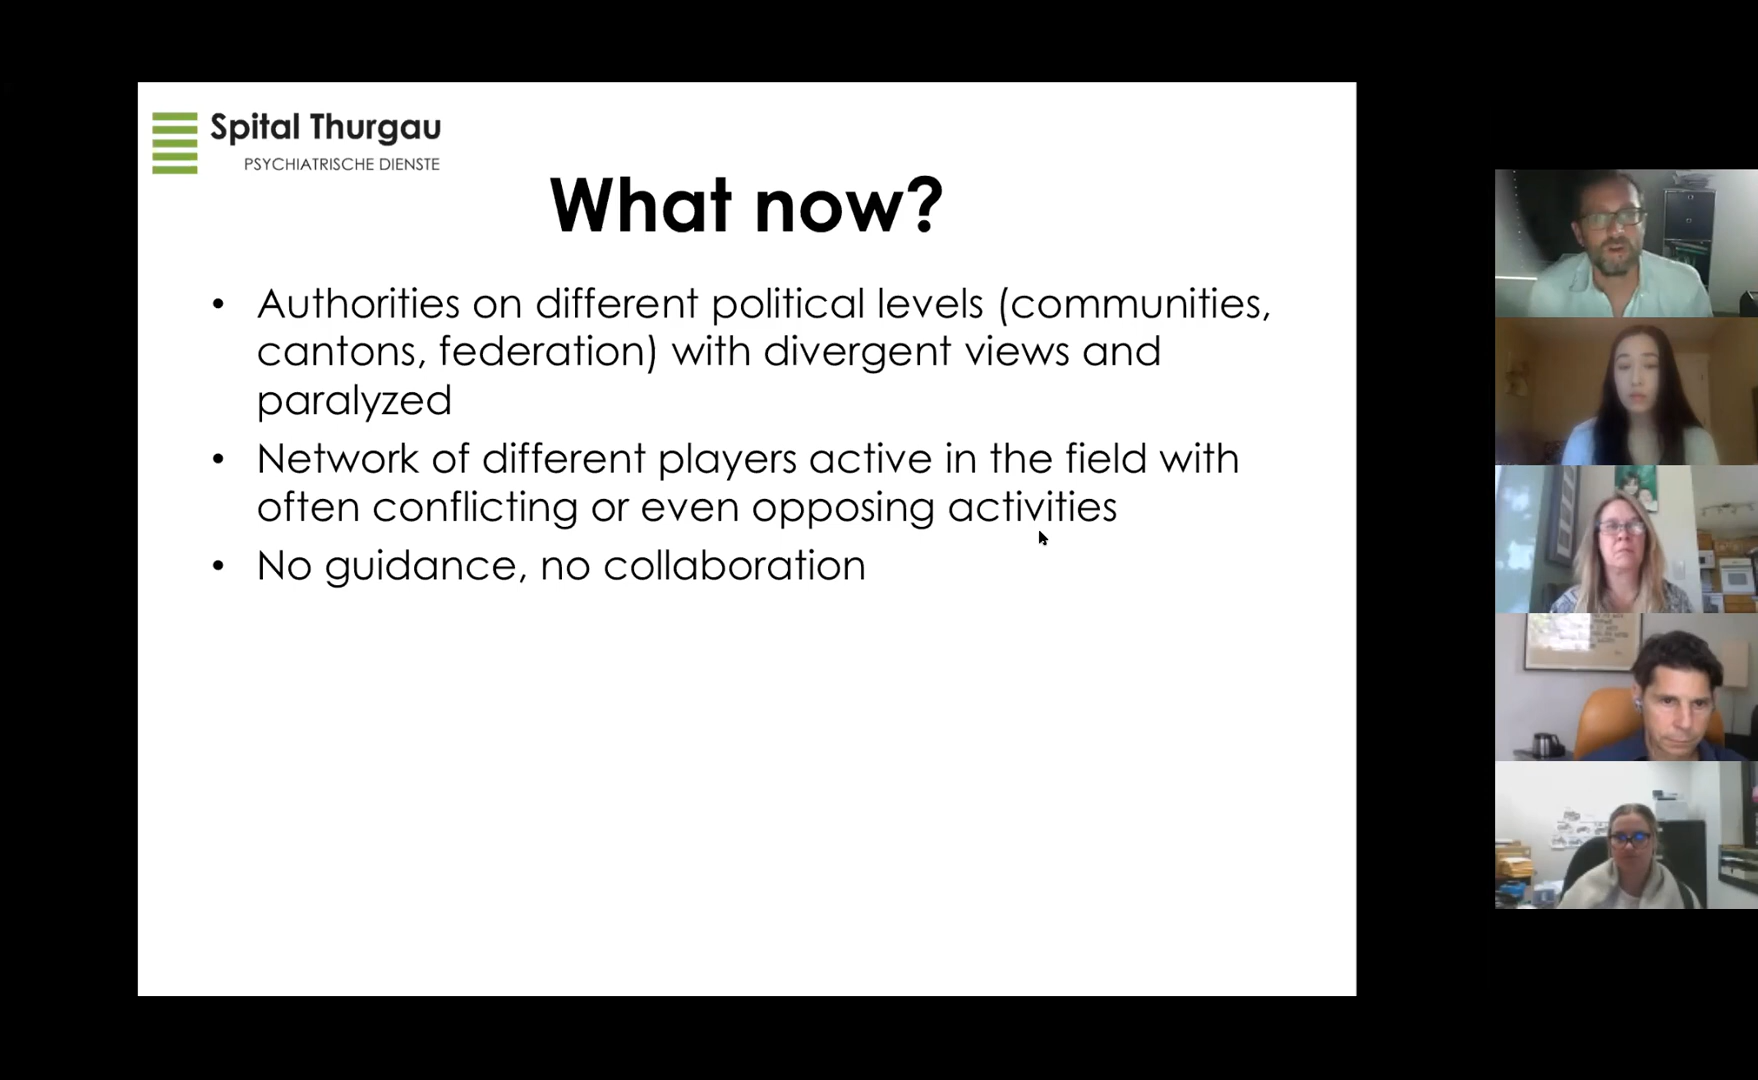 Spital Thurgau
PSYCHIATRISCHE DIENSTE
What now?
• Authorities on different political levels (communities,
cantons, federation) with divergent views and
paralyzed
• Network of different players active in the field with
often conflicting or even opposing activities
• No guidance, no collaboration